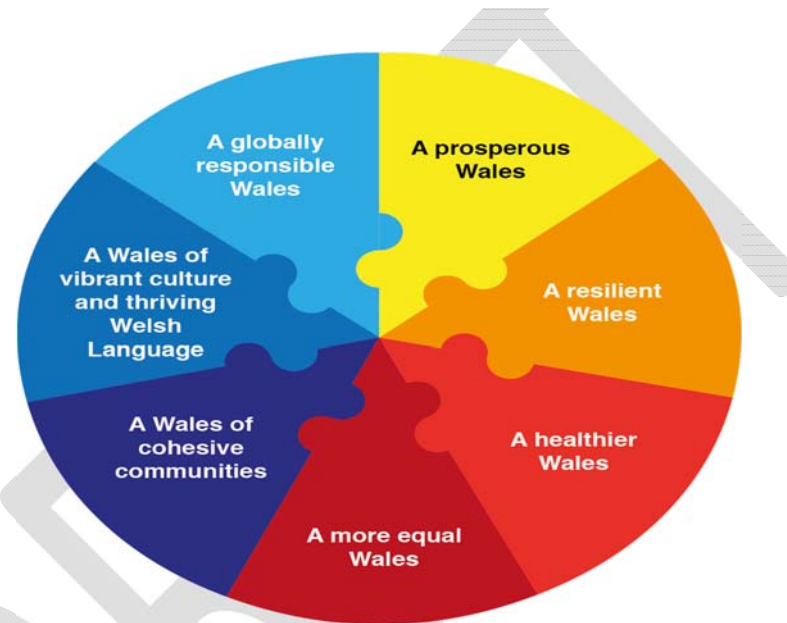 A prosperous
Wales
A resilient
Wales
A healthier
Wales
A more equal
Wales
A Wales of
cohesive
communities
A Wales of
vibrant culture
and thriving
Welsh
Language
A globally
responsible
Wales